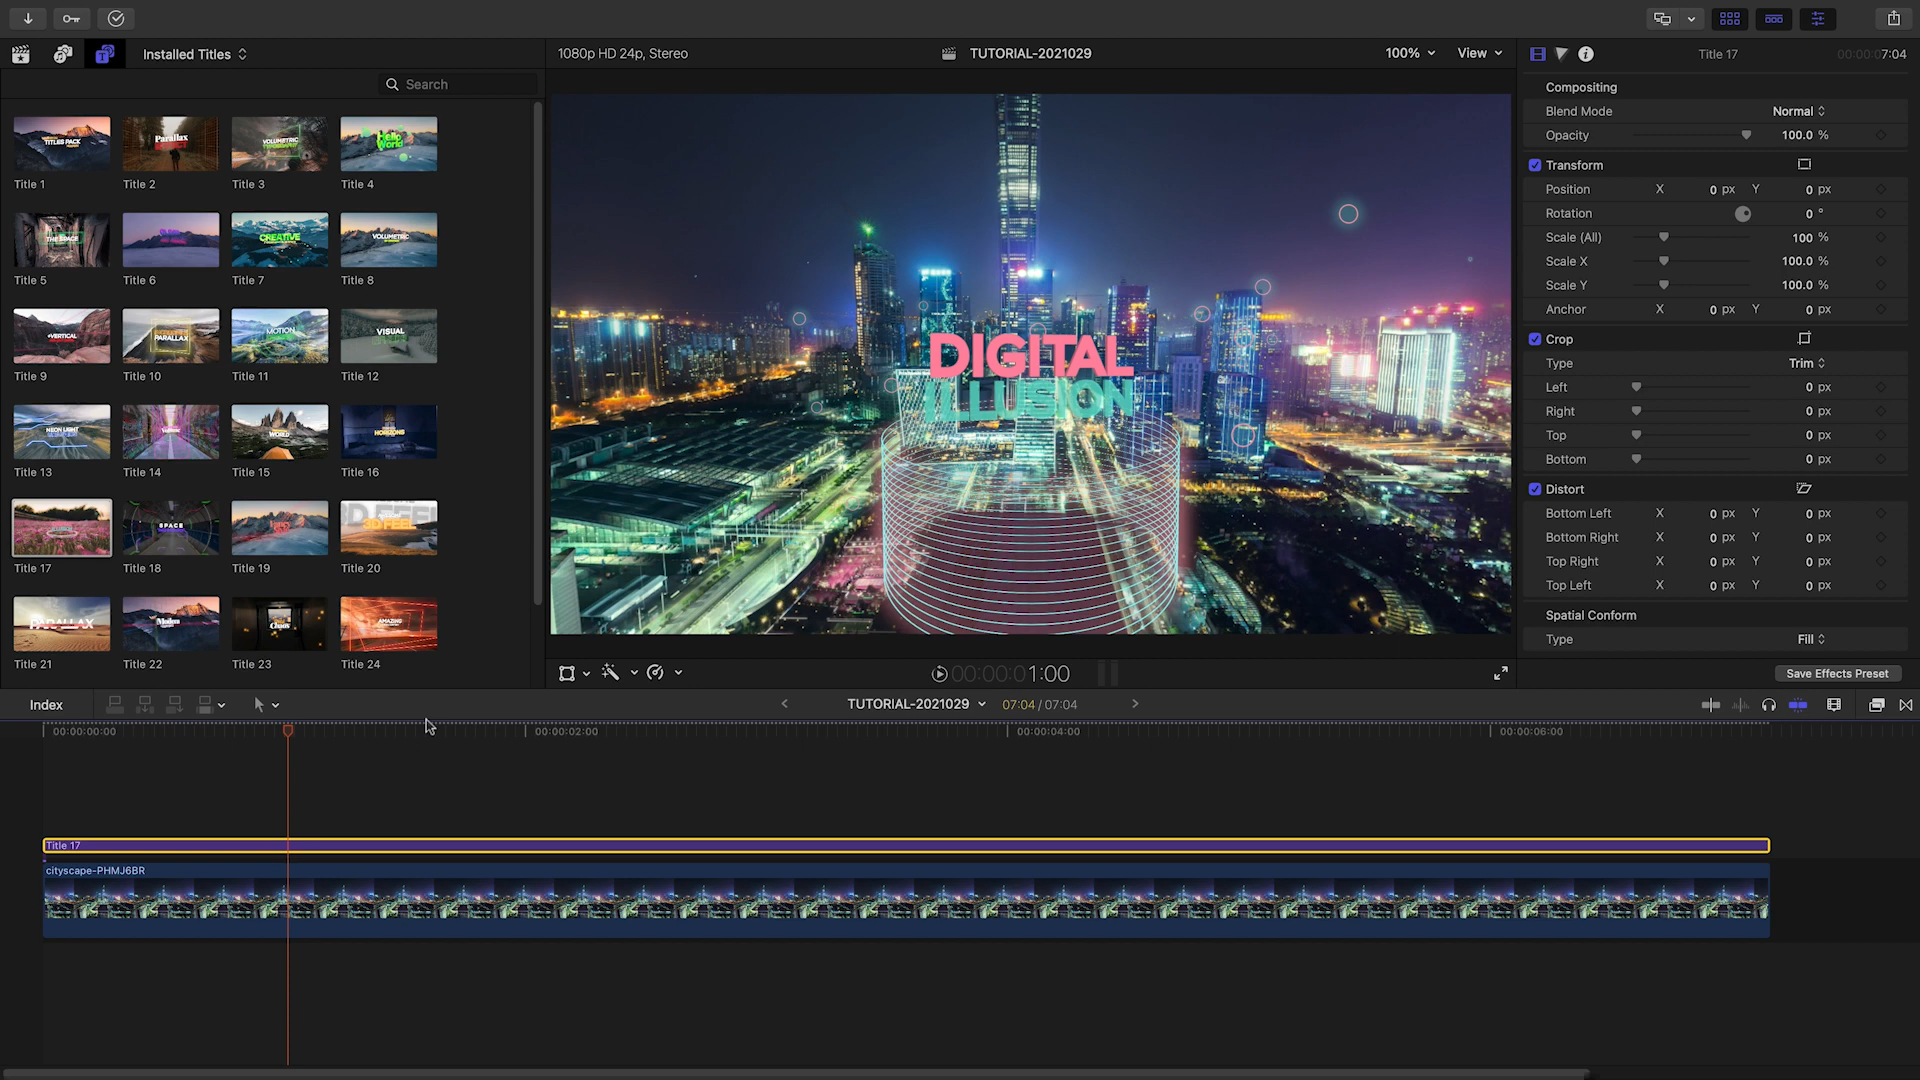 Installed Titles
1080p HD 24p, Stereo
TUTORIAL-2021029
100%
View
Title 17
00:00:07:04
Search
Compositing
Blend Mode
Normal
Opacity
100.0 %
Transform
Position
X
0 px
Y
0 px
Rotation
0 °
Scale (All)
100 %
Scale X
100.0 %
Scale Y
100.0 %
Anchor
X
0 px
Y
0 px
Crop
Type
Trim
Left
0 px
Right
0 px
Top
0 px
Bottom
0 px
Distort
Bottom Left
X
0 px
Y
0 px
Bottom Right
X
0 px
Y
0 px
Top Right
X
0 px
Y
0 px
Top Left
X
0 px
Y
0 px
Spatial Conform
Type
Fill
Save Effects Preset
TITLES PACK
Parallax
VOLUMETRIC
Hello World
Title 1
Title 2
Title 3
Title 4
THE SPACE
CREATIVE
VOLUMETRIC
Title 5
Title 6
Title 7
Title 8
VERTICAL
PARALLAX
MOTION
VISUAL
Title 9
Title 10
Title 11
Title 12
NEON LIGHT
WORLD
HORIZONS
Title 13
Title 14
Title 15
Title 16
SPACE
3D FEEL
Title 17
Title 18
Title 19
Title 20
PARALLAX
Chaos
AMAZING
Title 21
Title 22
Title 23
Title 24
DIGITAL
ILLUSION
00:00:01:00
Index
TUTORIAL-2021029
07:04 / 07:04
00:00:00:00
00:00:02:00
00:00:04:00
00:00:06:00
Title 17
cityscape-PHMJ6BR